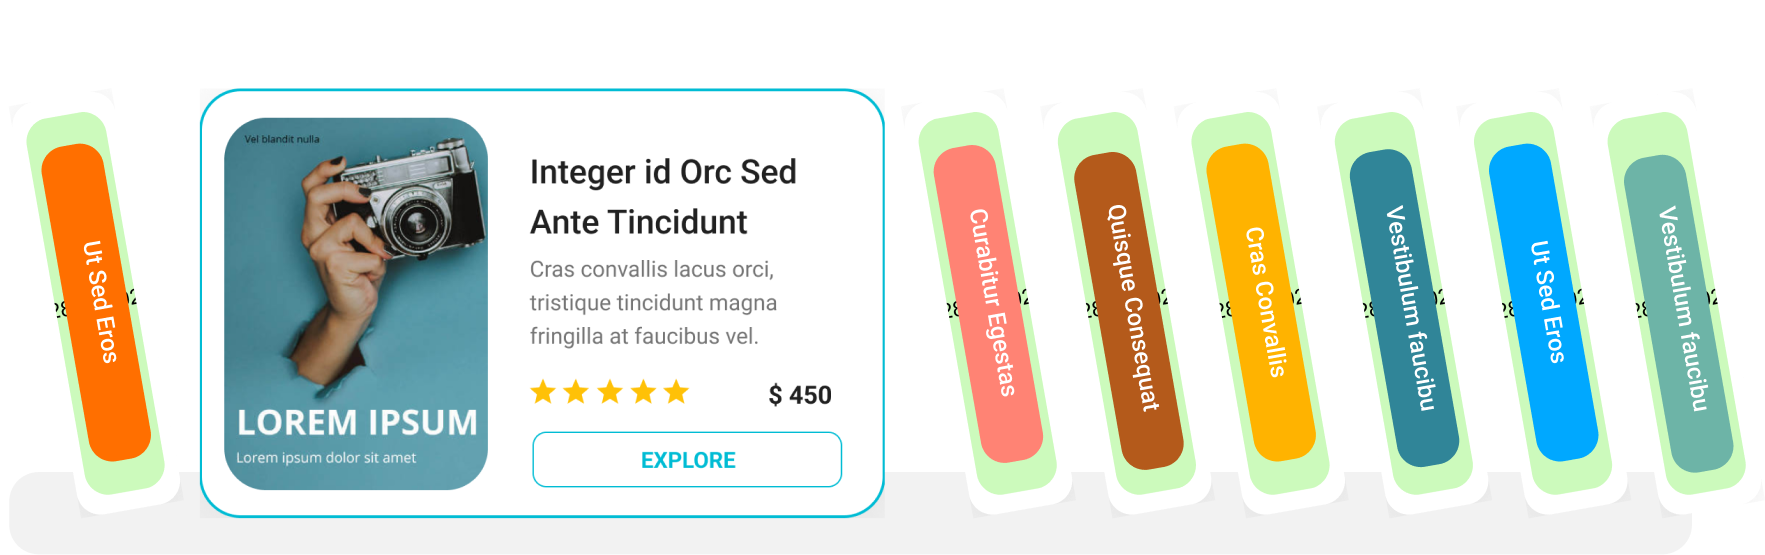 Ut Sed Eros
Vel blandit nulla
LOREM IPSUM
Lorem ipsum dolor sit amet
Integer id Orc Sed
Ante Tincidunt
Cras convallis lacus orci,
tristique tincidunt magna
fringilla at faucibus vel.
$ 450
EXPLORE
Curabitur Egestas
Quisque Consequat
Cras Convallis
Vestibulum faucibu
Ut Sed Eros
Vestibulum faucibu